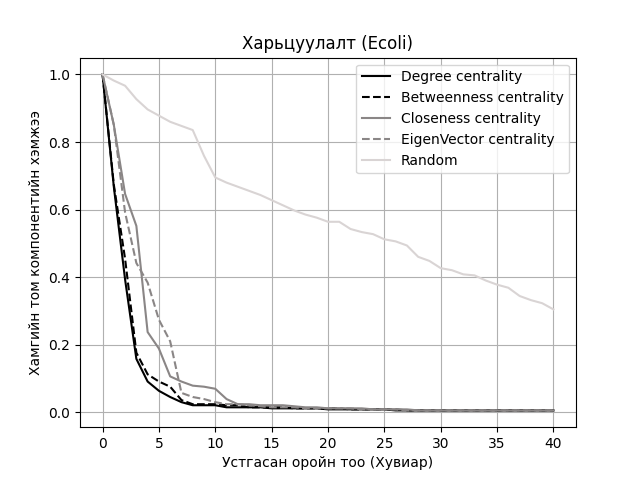 Харьцуулалт (Ecoli)
Хамгийн том компонентийн хэмжээ
1.0
0.8
0.6
0.4
0.2
0.0
Degree centrality
Betweenness centrality
Closeness centrality
EigenVector centrality
Random
0 5 10 15 20 25 30 35 40
Устгасан оройн тоо (Хувиар)